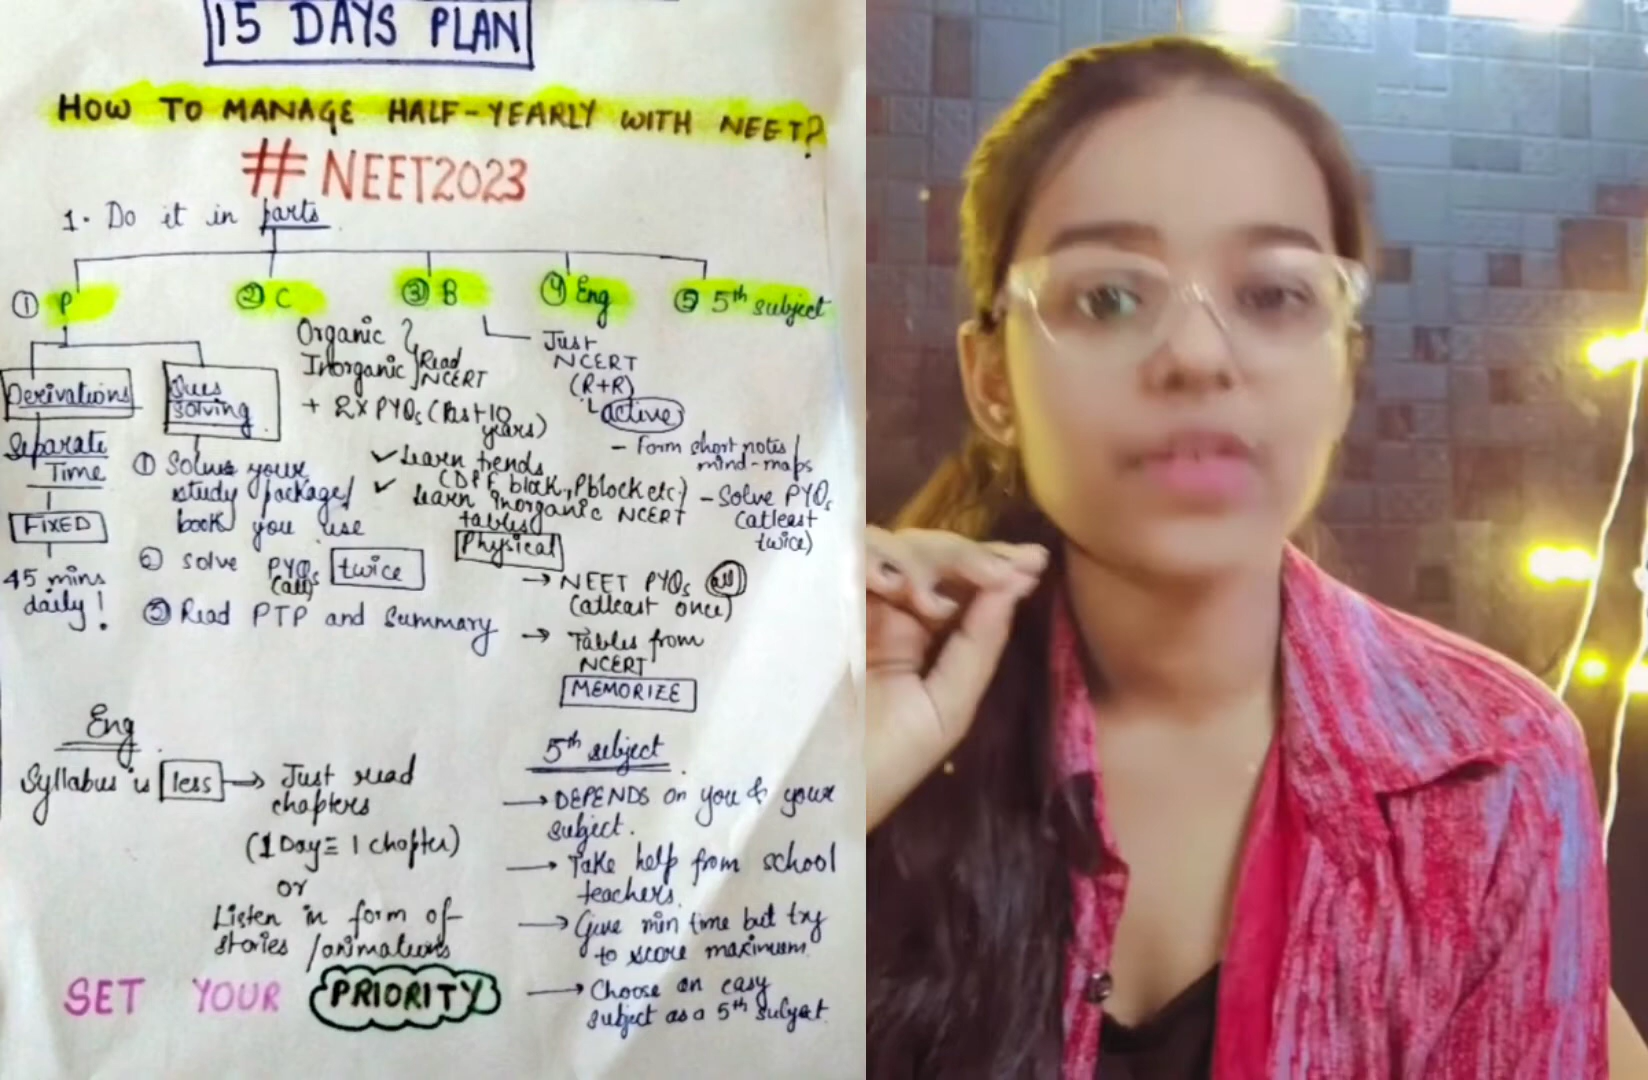 15 DAYS PLAN
HOW TO MANAGE HALF-YEARLY WITH NEET?
#NEET2023
1. Do it in parts
① P
② C
③ B
④ Eng
⑤ 5th subject
Derivations
Separate
Time
FIXED
45 mins
daily!
Ques
solving
① Solve your
study package/
book you use
② solve PYQs twice
(all)
③ Read PTP and Summary
Organic
Inorganic
Read
NCERT
+ 2x PYQs (Past 10
years)
✓ Learn trends
(D & F block, P block etc)
✓ Learn inorganic NCERT
tables
Physical
→ NEET PYQs all
(atleast once)
→ Tables from
NCERT
MEMORIZE
Just
NCERT
(R+R)
active
- Form short notes/
mind-maps
- Solve PYQs
(atleast
twice)
Eng
Syllabus is less → Just read
chapters
(1 Day = 1 chapter)
or
Listen in form of
stories/animations
5th subject
→ DEPENDS on you & your
subject.
→ Take help from school
teachers.
→ Give min time but try
to score maximum.
→ Choose an easy
subject as a 5th subject.
SET YOUR PRIORITY